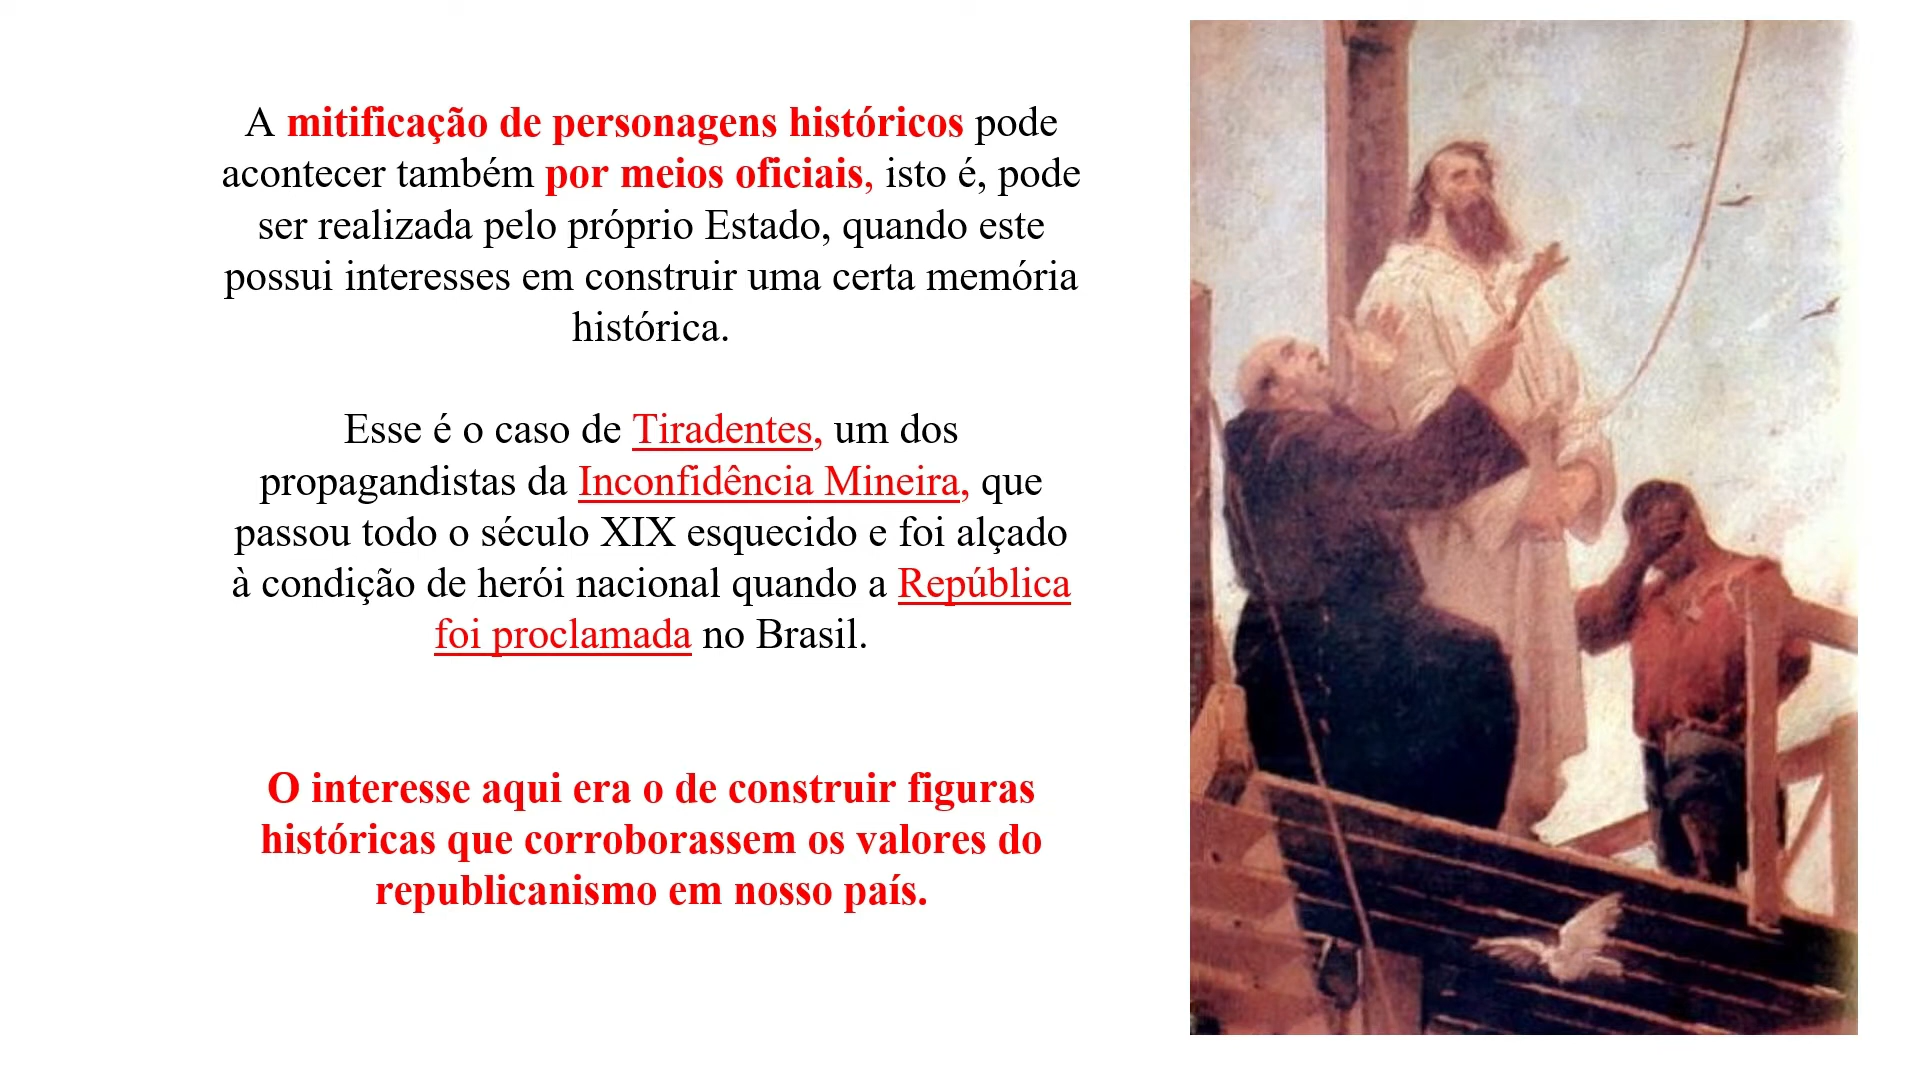 A mitificação de personagens históricos pode
acontecer também por meios oficiais, isto é, pode
ser realizada pelo próprio Estado, quando este
possui interesses em construir uma certa memória
histórica.
Esse é o caso de Tiradentes, um dos
propagandistas da Inconfidência Mineira, que
passou todo o século XIX esquecido e foi alçado
à condição de herói nacional quando a República
foi proclamada no Brasil.
O interesse aqui era o de construir figuras
históricas que corroborassem os valores do
republicanismo em nosso país.